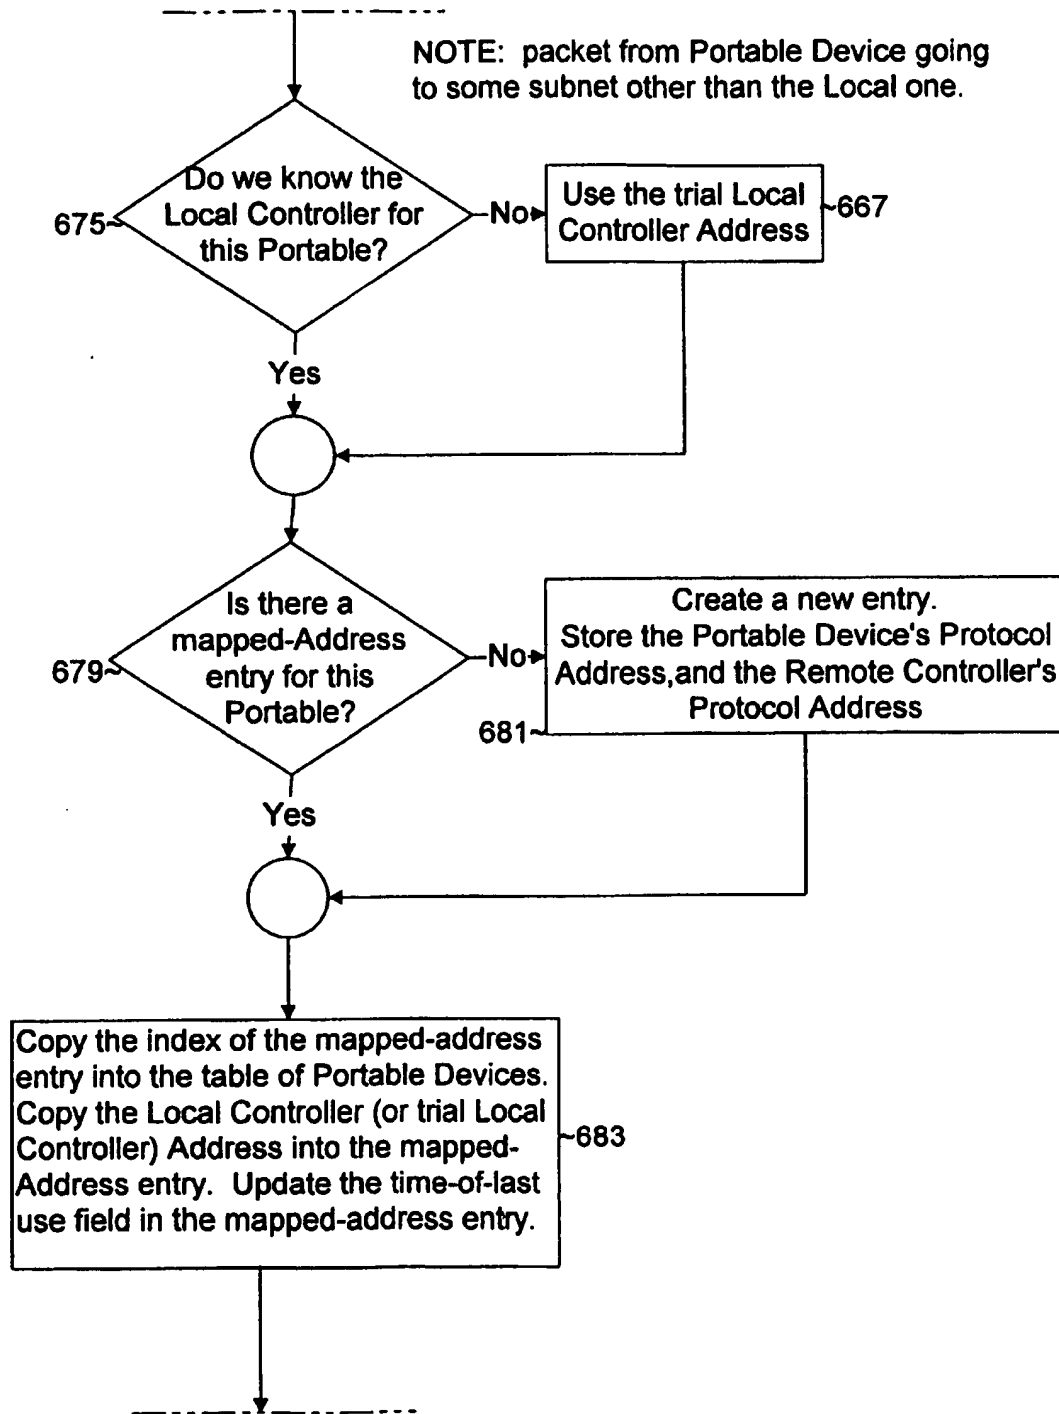 NOTE: packet from Portable Device going
to some subnet other than the Local one.
Do we know the
Local Controller for
this Portable?
675~
No
Use the trial Local
Controller Address
~667
Yes
Is there a
mapped-Address
entry for this
Portable?
679~
No
Create a new entry.
Store the Portable Device's Protocol
Address,and the Remote Controller's
Protocol Address
681~
Yes
Copy the index of the mapped-address
entry into the table of Portable Devices.
Copy the Local Controller (or trial Local
Controller) Address into the mapped-
Address entry. Update the time-of-last
use field in the mapped-address entry.
~683